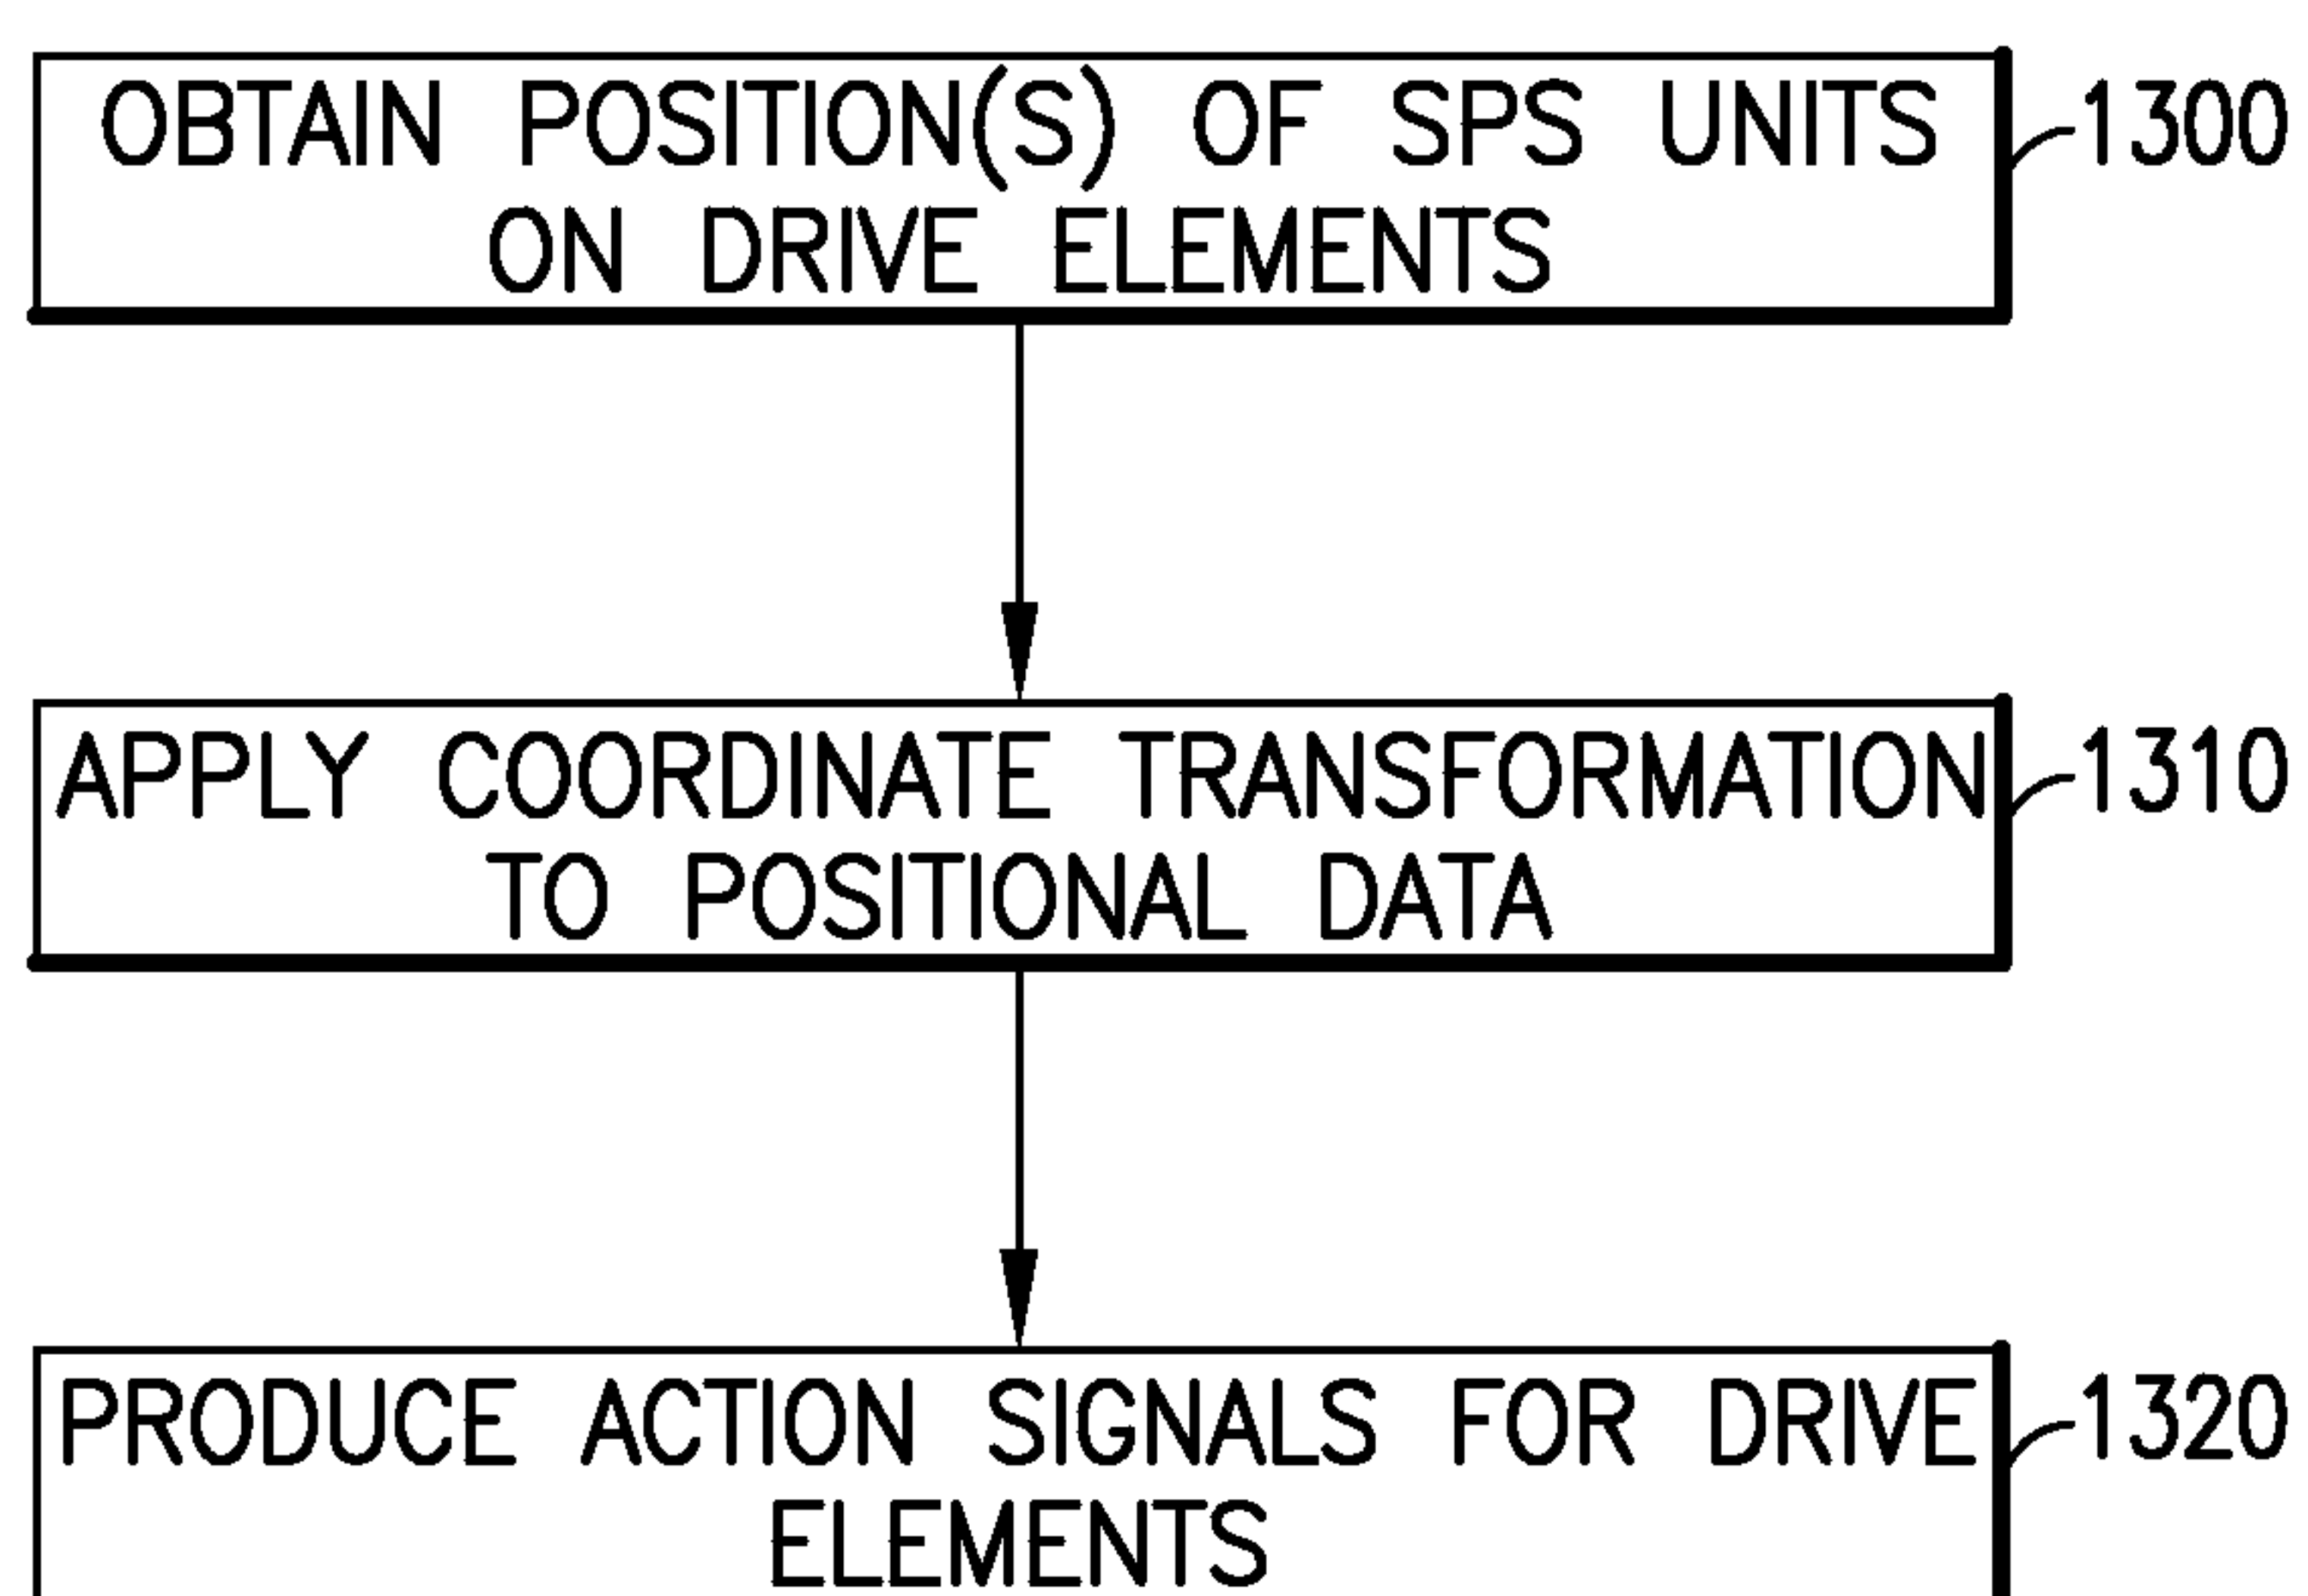 OBTAIN POSITION(S) OF SPS UNITS
ON DRIVE ELEMENTS
1300
APPLY COORDINATE TRANSFORMATION
TO POSITIONAL DATA
1310
PRODUCE ACTION SIGNALS FOR DRIVE
ELEMENTS
1320